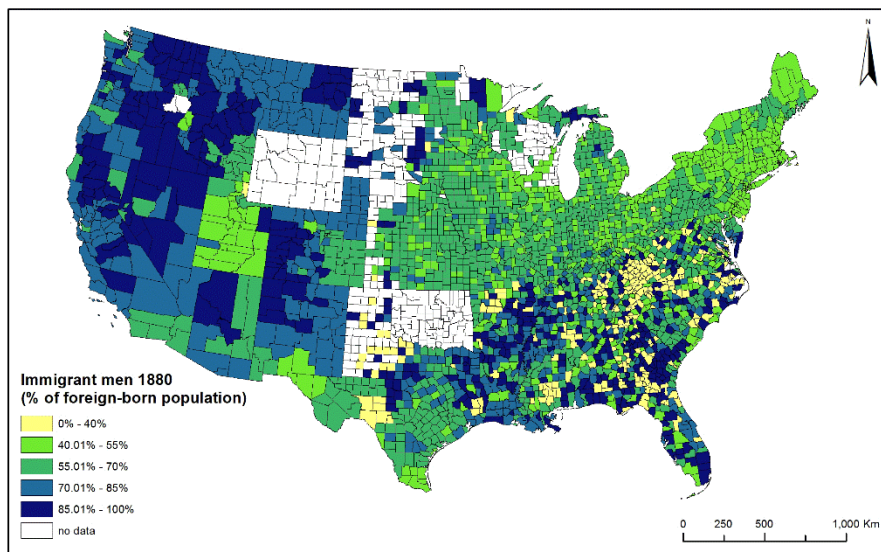 N
Immigrant men 1880
(% of foreign-born population)
0% - 40%
40.01% - 55%
55.01% - 70%
70.01% - 85%
85.01% - 100%
no data
0 250 500 1,000 Km